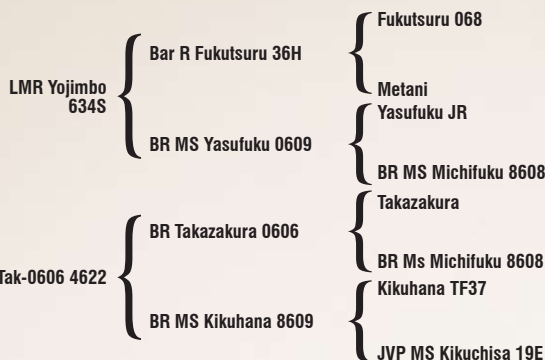 Fukutsuru 068
Bar R Fukutsuru 36H
Metani
LMR Yojimbo
634S
Yasufuku JR
BR MS Yasufuku 0609
BR MS Michifuku 8608
Takazakura
BR Takazakura 0606
BR Ms Michifuku 8608
Tak-0606 4622
Kikuhana TF37
BR MS Kikuhana 8609
JVP MS Kikuchisa 19E